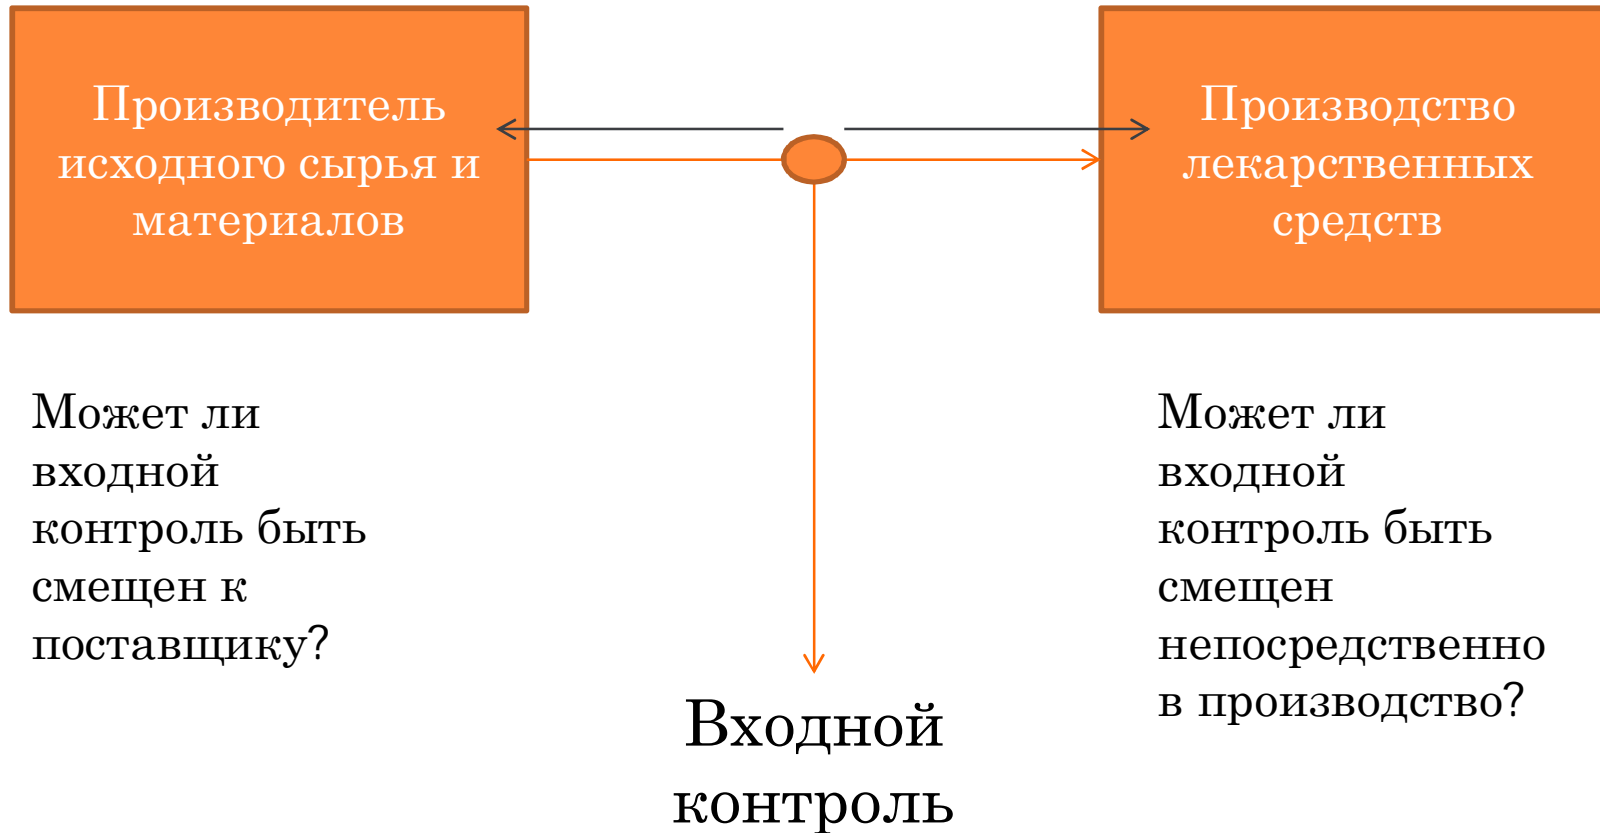 Производитель
исходного сырья и
материалов
Производство
лекарственных
средств
Может ли
входной
контроль быть
смещен к
поставщику?
Может ли
входной
контроль быть
смещен
непосредственно
в производство?
Входной
контроль